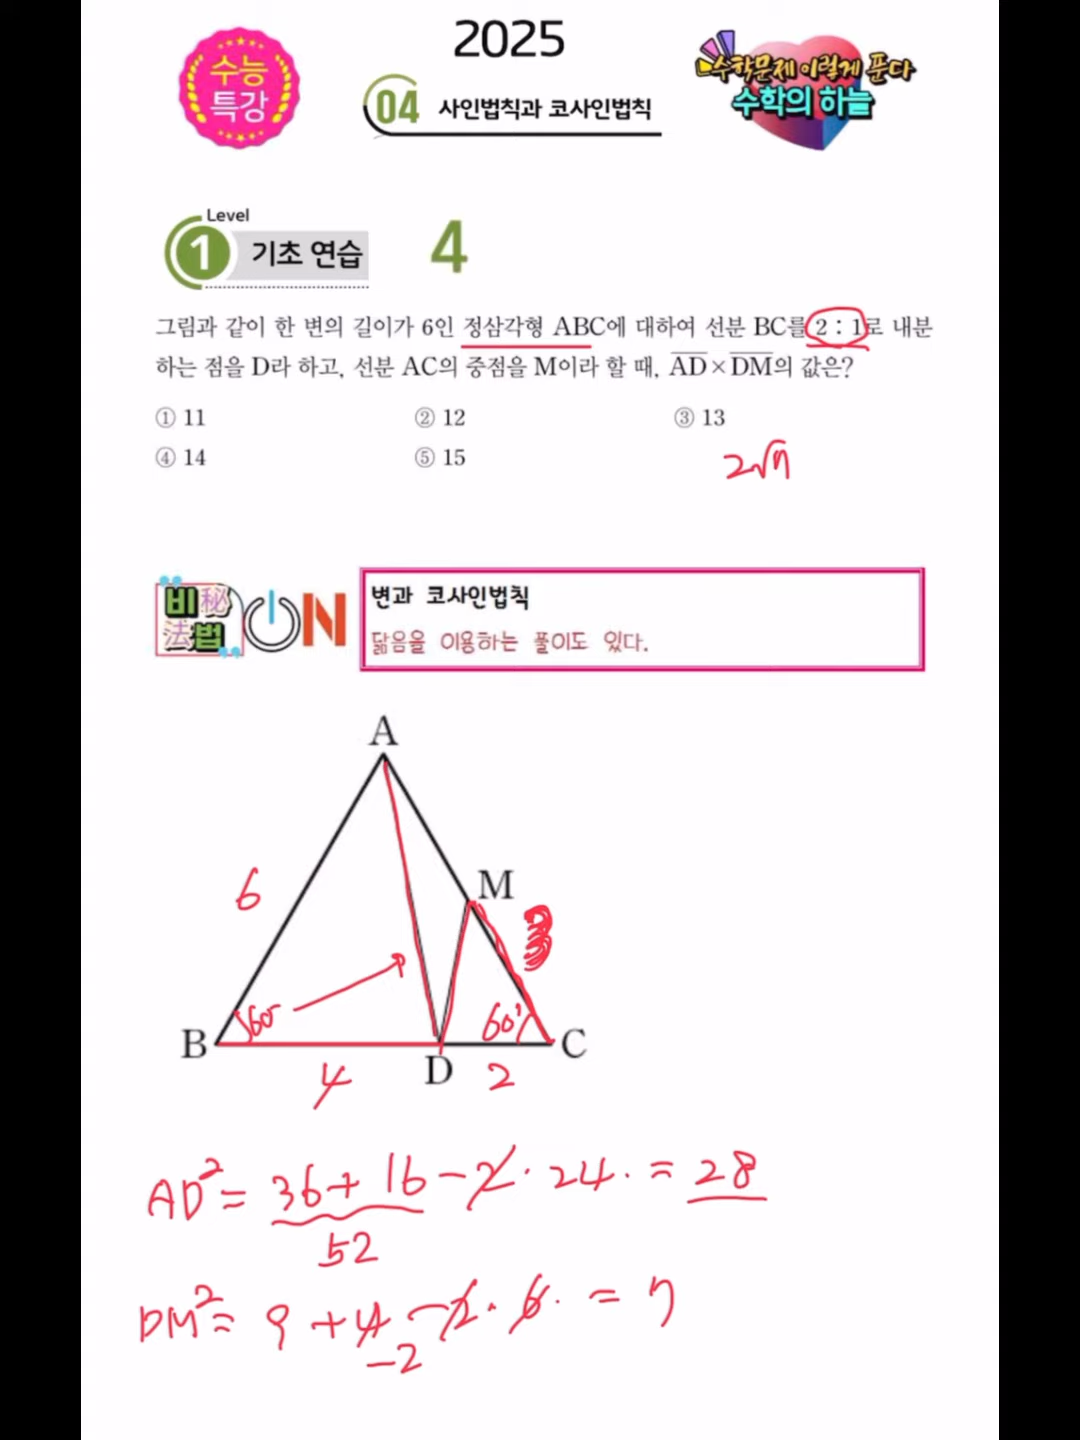 수능
특강
2025
04 사인법칙과 코사인법칙
수학문제 이렇게 푼다
수학의 하늘
Level
1 기초 연습 4
그림과 같이 한 변의 길이가 6인 정삼각형 ABC에 대하여 선분 BC를 2 : 1로 내분
하는 점을 D라 하고, 선분 AC의 중점을 M이라 할 때, AD×DM의 값은?
① 11 ② 12 ③ 13
④ 14 ⑤ 15
2√7
비秘
法법
ON
변과 코사인법칙
닮음을 이용하는 풀이도 있다.
A
M
6
3
60°
60°
B
D
C
4
2
AD² = 36 + 16 - 2 · 24 · = 28
52
DM² = 9 + 4 - 2 · 6 · = 7
-2